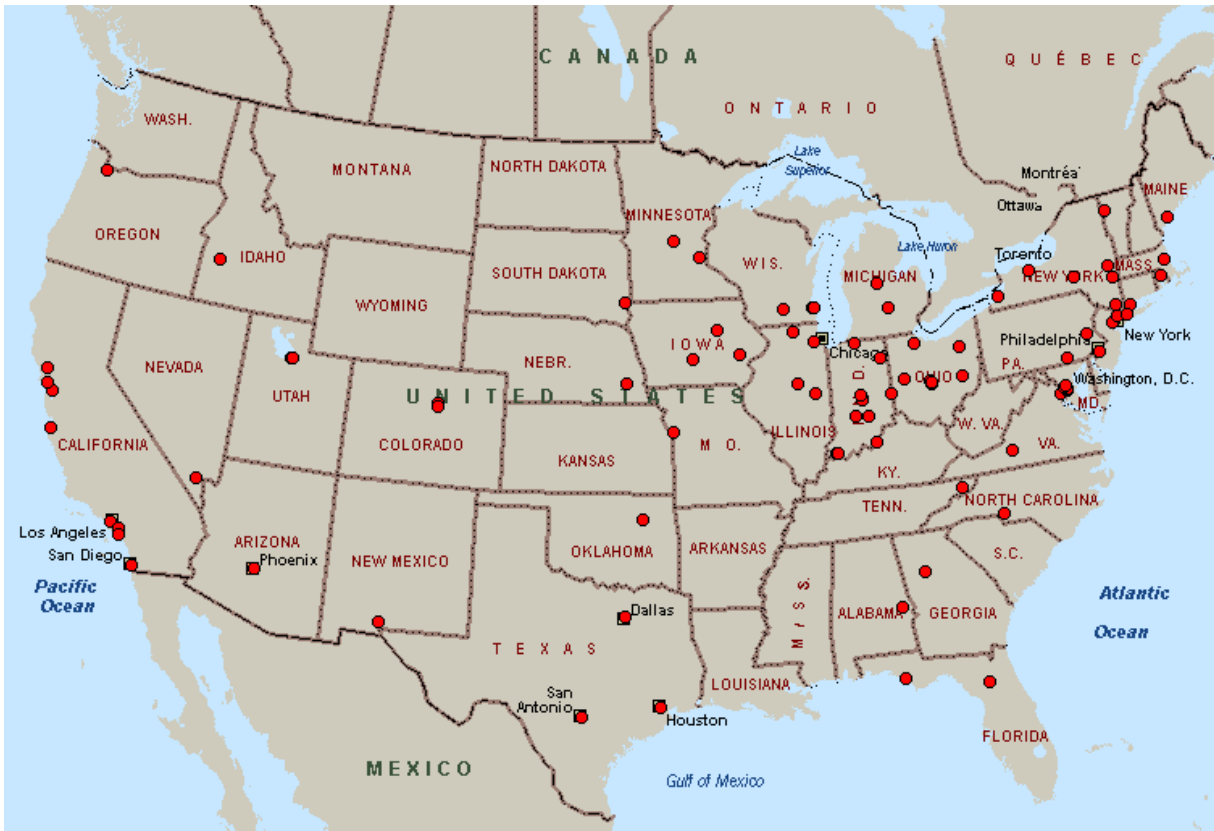 CANADA
QUÉBEC
ONTARIO
WASH.
MONTANA
NORTH DAKOTA
Lake
Superior
Montréa
MAINE
Ottawa
MINNESOTA
OREGON
IDAHO
Lake Huron
Toronto
WIS.
MICHIGAN
NEW YORK
MASS.
SOUTH DAKOTA
WYOMING
New York
Philadelphia
IOWA
Chicago
NEBR.
NEVADA
PA.
OHIO
Washington, D.C.
IND.
UTAH
UNITED STATES
MD.
W. VA.
ILLINOIS
VA.
CALIFORNIA
COLORADO
MO.
KANSAS
KY.
NORTH CAROLINA
TENN.
Los Angeles
ARIZONA
San Diego
Phoenix
NEW MEXICO
OKLAHOMA
ARKANSAS
S.C.
Pacific
Ocean
Atlantic
Ocean
Dallas
MISS.
ALABAMA
GEORGIA
TEXAS
LOUISIANA
San
Antonio
Houston
FLORIDA
MEXICO
Gulf of Mexico